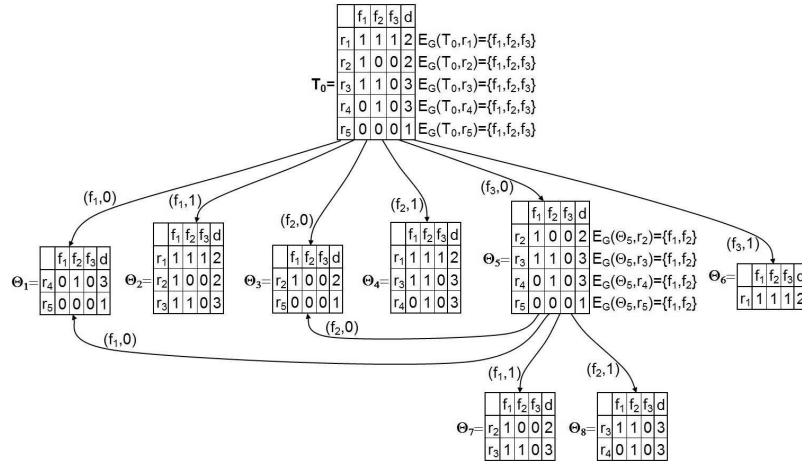 f₁ f₂ f₃ d
r₁ 1 1 1 2 E_G(T₀,r₁)={f₁,f₂,f₃}
r₂ 1 0 0 2 E_G(T₀,r₂)={f₁,f₂,f₃}
T₀= r₃ 1 1 0 3 E_G(T₀,r₃)={f₁,f₂,f₃}
r₄ 0 1 0 3 E_G(T₀,r₄)={f₁,f₂,f₃}
r₅ 0 0 0 1 E_G(T₀,r₅)={f₁,f₂,f₃}
(f₁,0)
(f₁,1)
(f₂,0)
(f₂,1)
(f₃,0)
(f₃,1)
Θ₁=
f₁ f₂ f₃ d
r₄ 0 1 0 3
r₅ 0 0 0 1
Θ₂=
f₁ f₂ f₃ d
r₁ 1 1 1 2
r₂ 1 0 0 2
r₃ 1 1 0 3
Θ₃=
f₁ f₂ f₃ d
r₂ 1 0 0 2
r₅ 0 0 0 1
Θ₄=
f₁ f₂ f₃ d
r₁ 1 1 1 2
r₃ 1 1 0 3
r₄ 0 1 0 3
Θ₅=
f₁ f₂ f₃ d
r₂ 1 0 0 2 E_G(Θ₅,r₂)={f₁,f₂}
r₃ 1 1 0 3 E_G(Θ₅,r₃)={f₁,f₂}
r₄ 0 1 0 3 E_G(Θ₅,r₄)={f₁,f₂}
r₅ 0 0 0 1 E_G(Θ₅,r₅)={f₁,f₂}
Θ₆=
f₁ f₂ f₃ d
r₁ 1 1 1 2
(f₁,0)
(f₂,0)
(f₁,1)
(f₂,1)
Θ₇=
f₁ f₂ f₃ d
r₂ 1 0 0 2
r₃ 1 1 0 3
Θ₈=
f₁ f₂ f₃ d
r₃ 1 1 0 3
r₄ 0 1 0 3